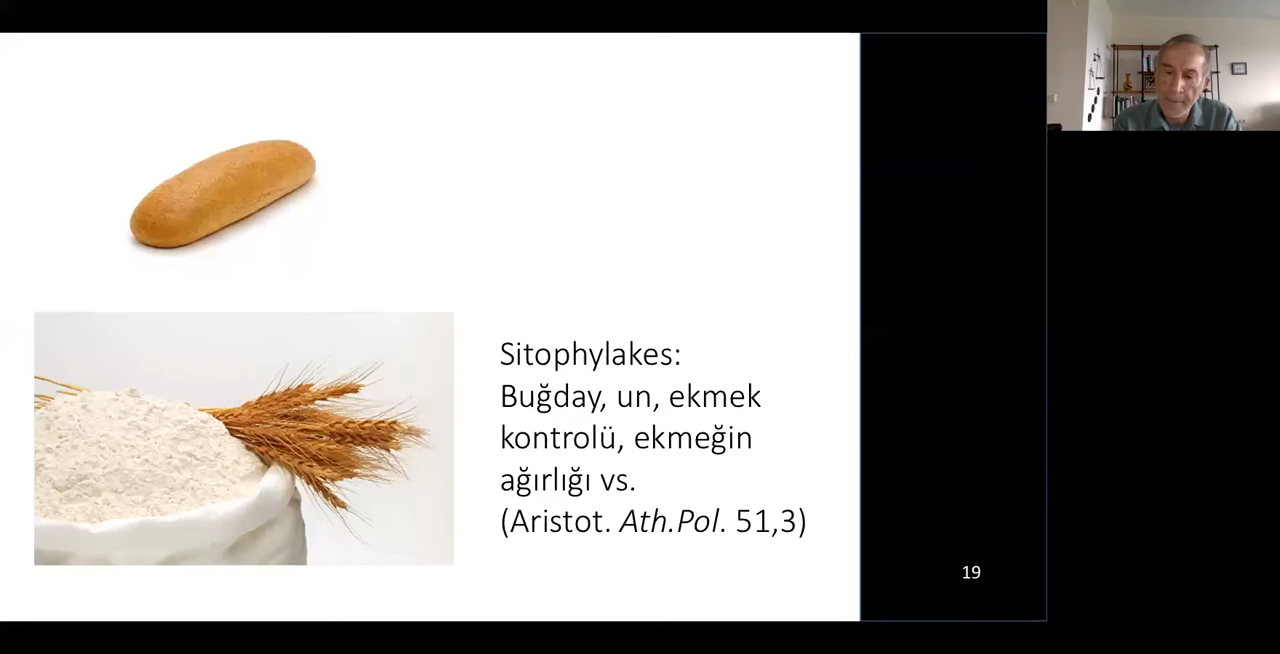 Sitophylakes:
Buğday, un, ekmek
kontrolü, ekmeğin
ağırlığı vs.
(Aristot. Ath.Pol. 51,3)
19